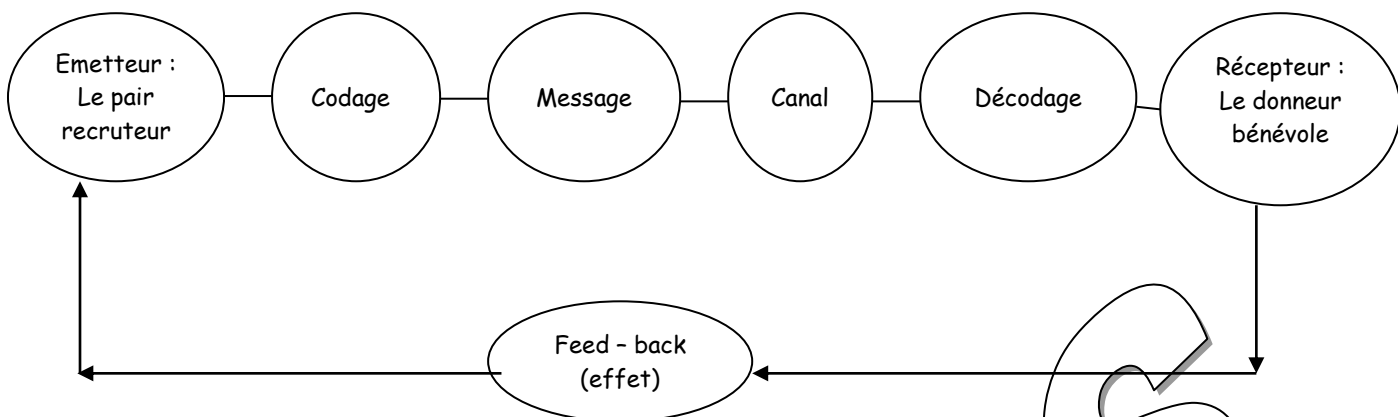 Emetteur :
Le pair
recruteur
Codage
Message
Canal
Décodage
Récepteur :
Le donneur
bénévole
Feed – back
(effet)